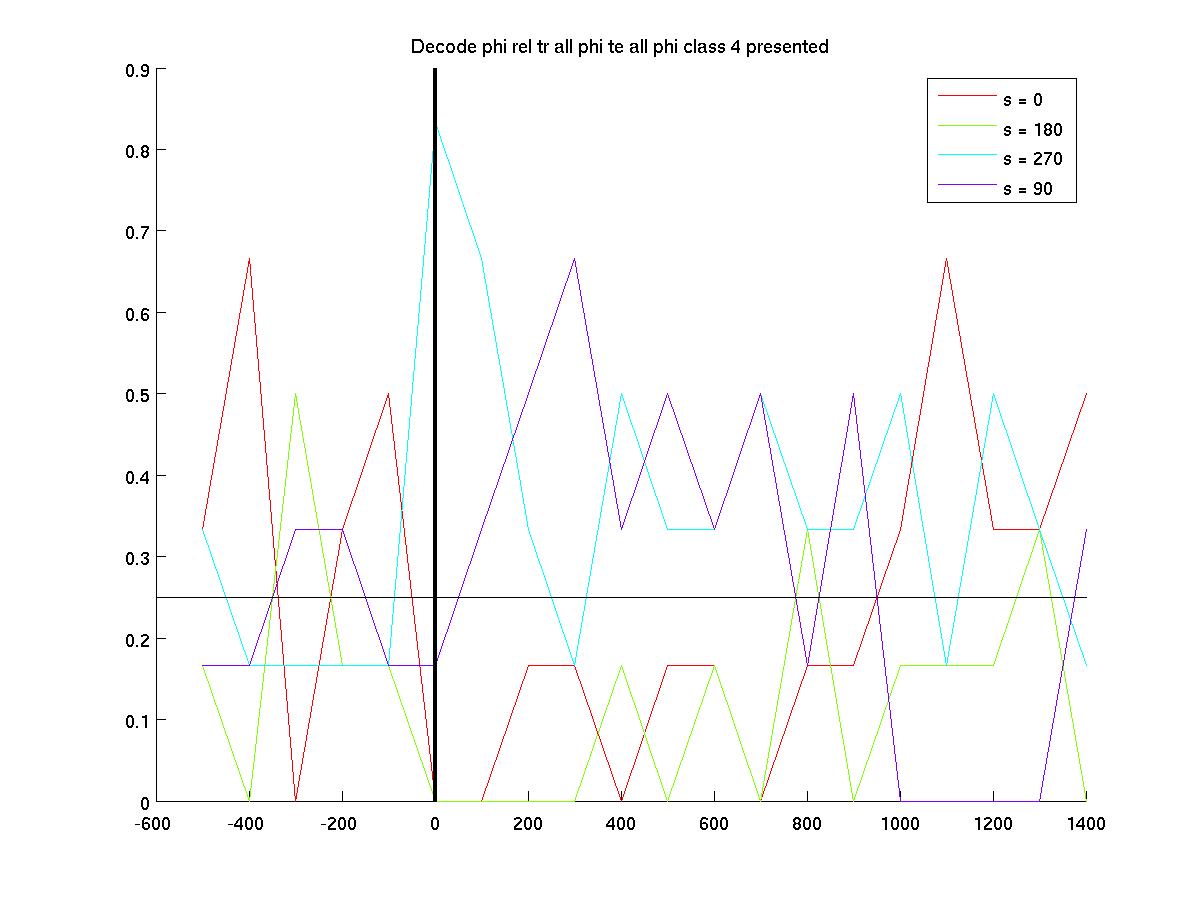 Decode phi rel tr all phi te all phi class 4 presented
s = 0
s = 180
s = 270
s = 90
0.9
0.8
0.7
0.6
0.5
0.4
0.3
0.2
0.1
0
-600 -400 -200 0 200 400 600 800 1000 1200 1400